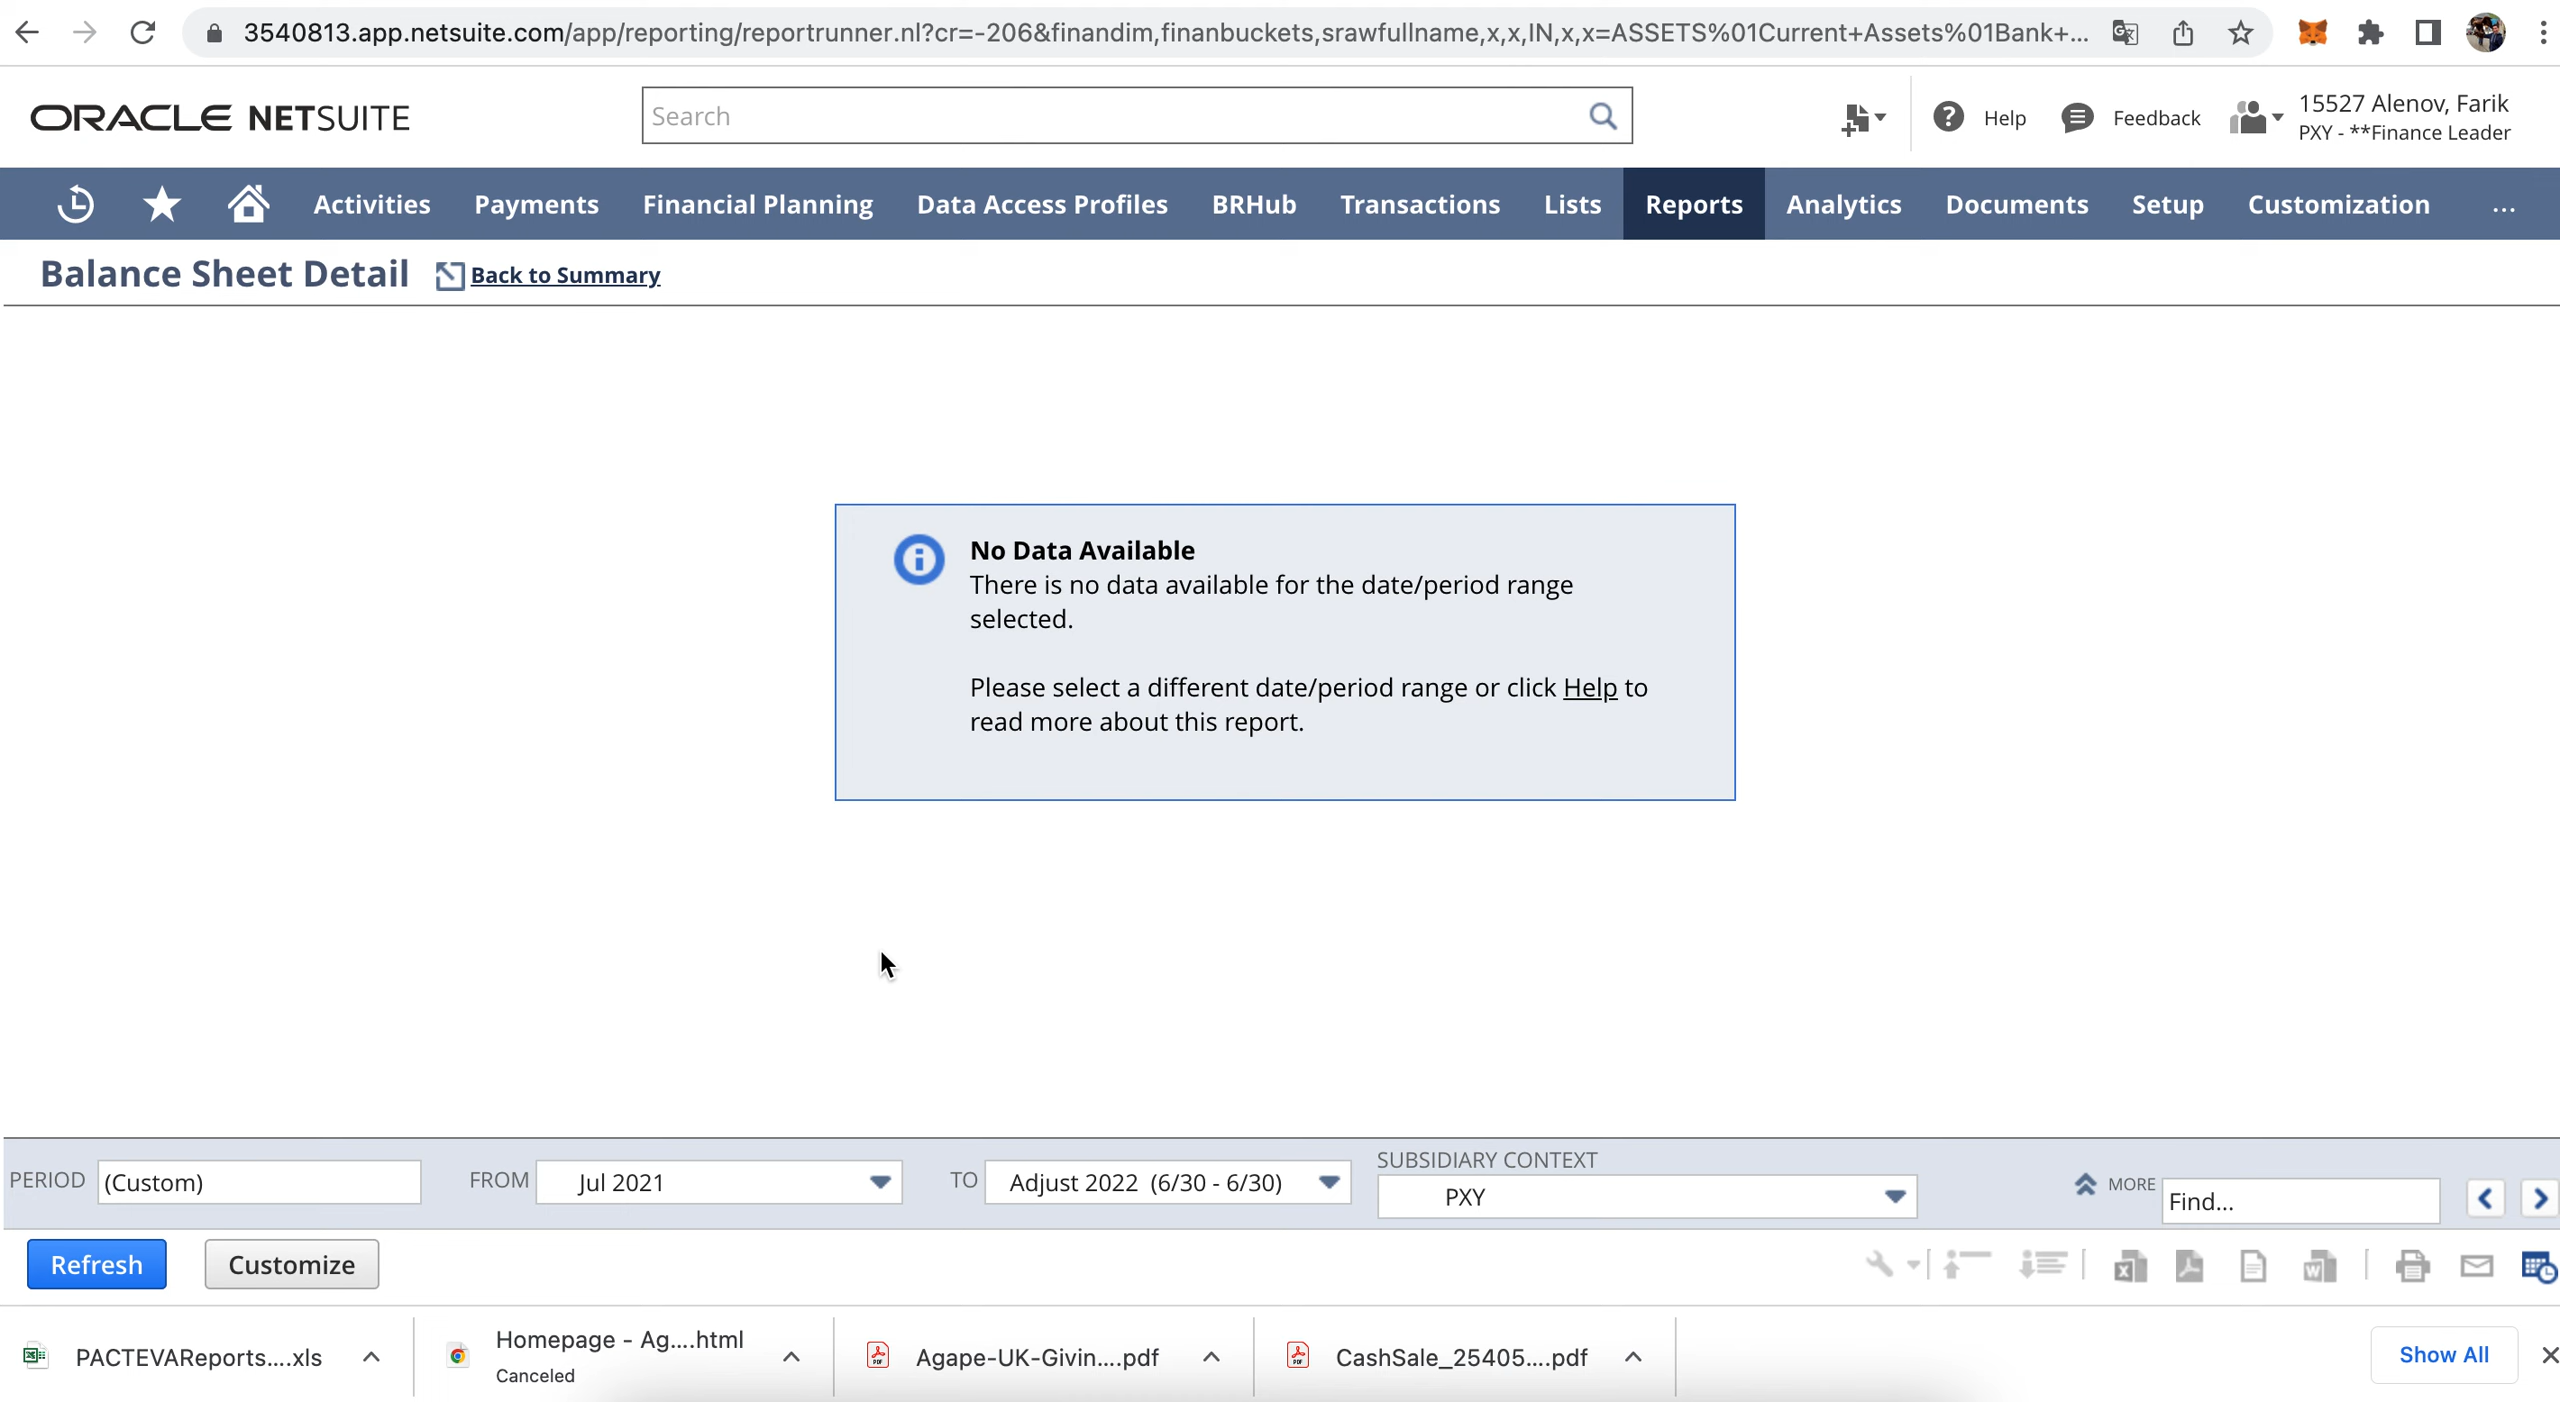 3540813.app.netsuite.com/app/reporting/reportrunner.nl?cr=-206&finandim,finanbuckets,srawfullname,x,x,IN,x,x=ASSETS%01Current+Assets%01Bank+...
ORACLE NETSUITE
Search
Help
Feedback
15527 Alenov, Farik
PXY - **Finance Leader
Activities Payments Financial Planning Data Access Profiles BRHub Transactions Lists Reports Analytics Documents Setup Customization ...
Balance Sheet Detail Back to Summary
No Data Available
There is no data available for the date/period range
selected.
Please select a different date/period range or click Help to
read more about this report.
PERIOD (Custom) FROM Jul 2021 TO Adjust 2022 (6/30 - 6/30)
SUBSIDIARY CONTEXT
PXY
MORE
Find...
Refresh Customize
PACTEVAReports....xls
Homepage - Ag....html
Canceled
Agape-UK-Givin....pdf
CashSale_25405....pdf
Show All